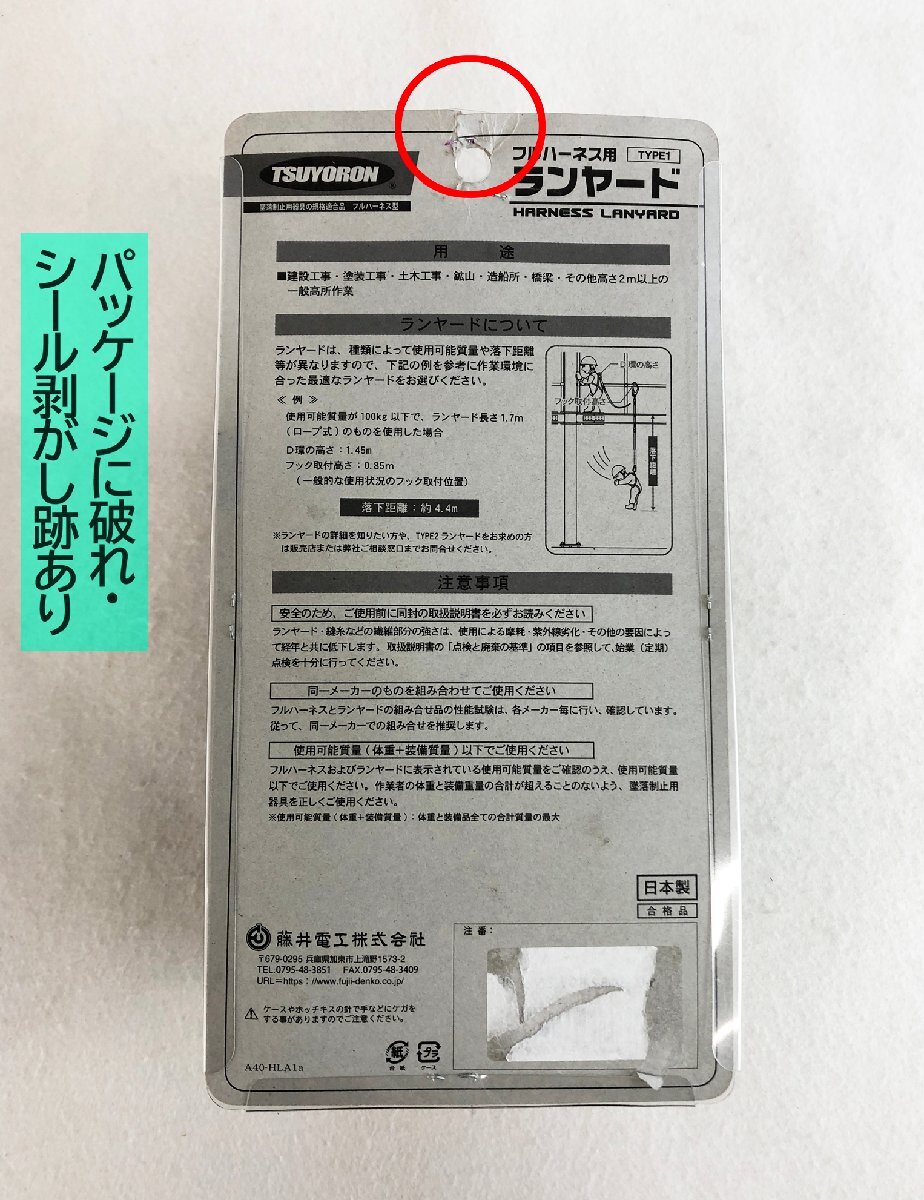 パッケージに破れ・
シール剥がし跡あり
TSUYORON
®
墜落制止用器具の規格適合品 フルハーネス型
フルハーネス用 TYPE1
ランヤード
HARNESS LANYARD
用途
■建設工事・塗装工事・土木工事・鉱山・造船所・橋梁・その他高さ2m以上の
一般高所作業
ランヤードについて
ランヤードは、種類によって使用可能質量や落下距離
等が異なりますので、下記の例を参考に作業環境に
合った最適なランヤードをお選びください。
≪例≫
使用可能質量が100kg以下で、ランヤード長さ1.7m
(ロープ式)のものを使用した場合
D環の高さ:1.45m
フック取付高さ:0.85m
(一般的な使用状況のフック取付位置)
落下距離:約4.4m
※ランヤードの詳細を知りたい方や、TYPE2ランヤードをお求めの方
は販売店または弊社ご相談窓口までお問合せください。
D環の高さ
フック取付高さ
落下距離
注意事項
安全のため、ご使用前に同封の取扱説明書を必ずお読みください
ランヤード・縫糸などの繊維部分の強さは、使用による摩耗・紫外線劣化・その他の要因によっ
て経年と共に低下します。取扱説明書の「点検と廃棄の基準」の項目を参照して、始業(定期)
点検を十分に行ってください。
同一メーカーのものを組み合わせてご使用ください
フルハーネスとランヤードの組み合せ品の性能試験は、各メーカー毎に行い、確認しています。
従って、同一メーカーでの組み合せを推奨します。
使用可能質量(体重+装備質量)以下でご使用ください
フルハーネスおよびランヤードに表示されている使用可能質量をご確認のうえ、使用可能質量
以下でご使用ください。作業者の体重と装備重量の合計が超えることのないよう、墜落制止用
器具を正しくご使用ください。
※使用可能質量(体重+装備質量):体重と装備品全ての合計質量の最大
日本製
合格品
藤井電工株式会社
〒679-0295 兵庫県加東市上滝野1573-2
TEL.0795-48-3851 FAX.0795-48-3409
URL=https://www.fujii-denko.co.jp/
⚠ケースやホッチキスの針で手などにケガを
する事がありますのでご注意ください。
注番:
紙 プラ
台紙 ケース
A40-HLA1a